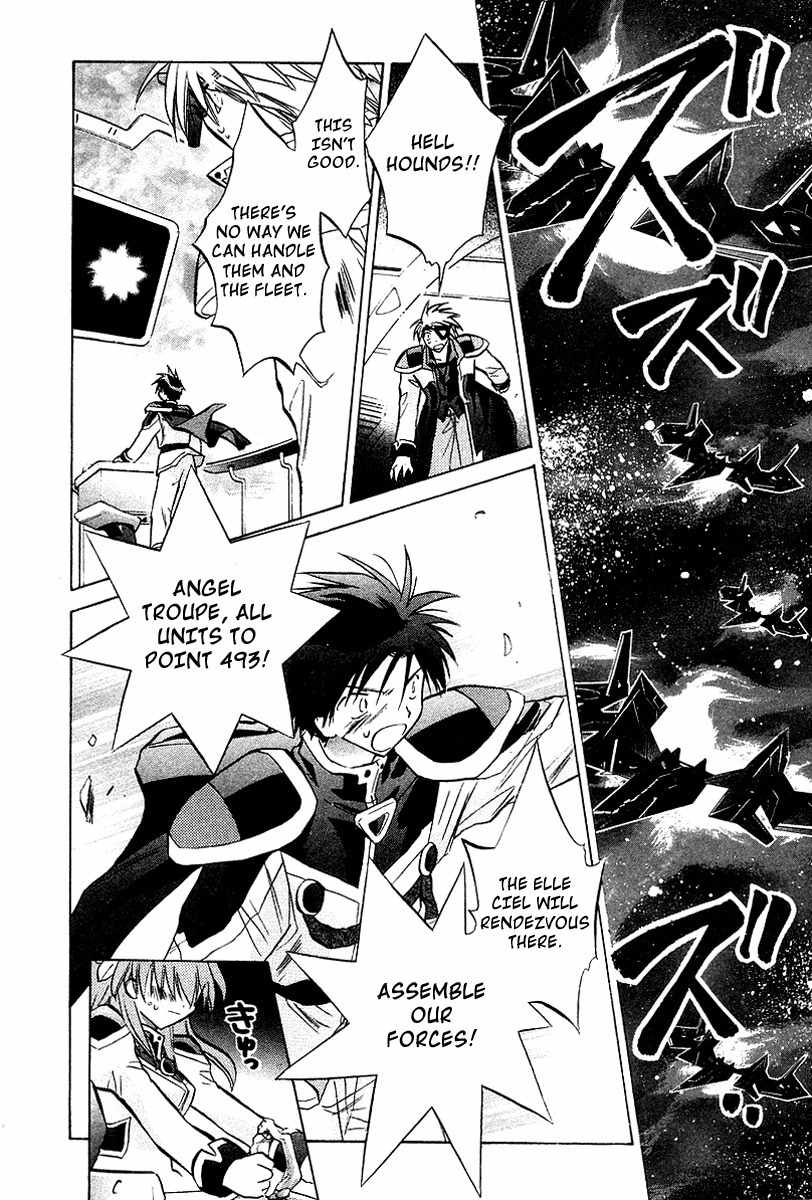 ズズ
ズ
HELL
HOUNDS!!
THIS
ISN'T
GOOD.
THERE'S
NO WAY WE
CAN HANDLE
THEM AND
THE FLEET.
ANGEL
TROUPE, ALL
UNITS TO
POINT 493!
THE ELLE
CIEL WILL
RENDEZVOUS
THERE.
ASSEMBLE
OUR
FORCES!
きゅっ